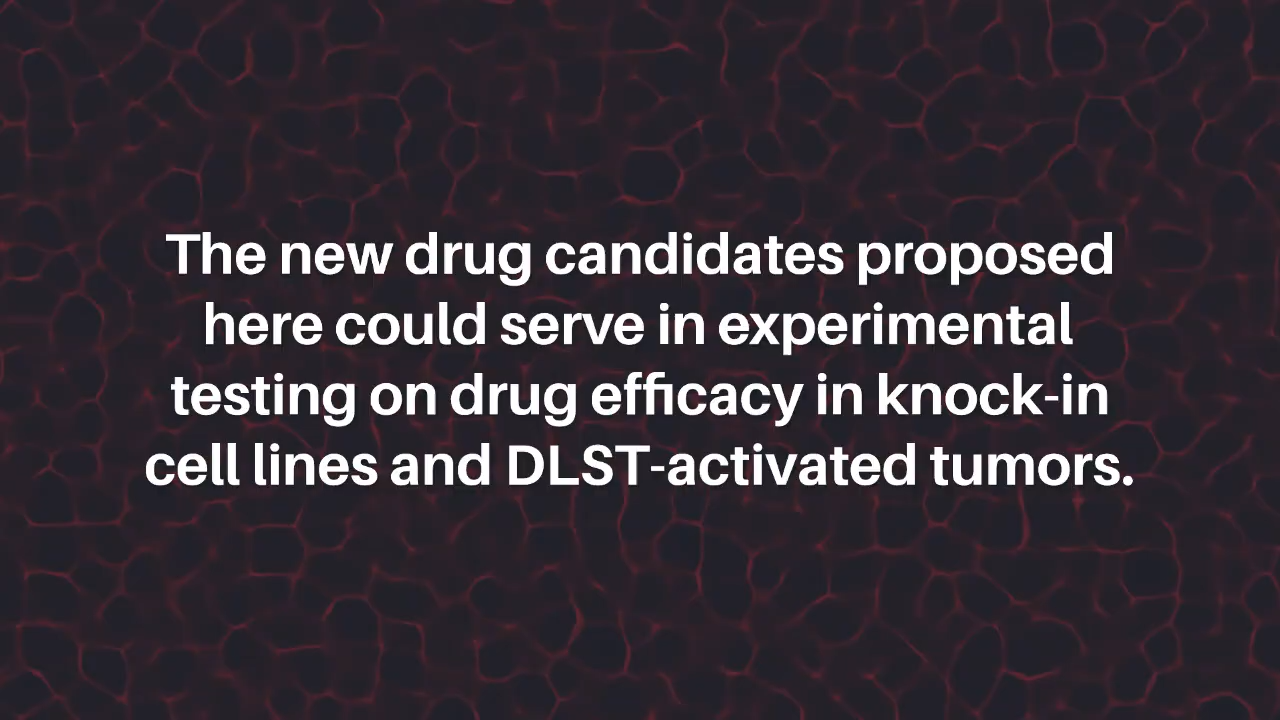 The new drug candidates proposed
here could serve in experimental
testing on drug efficacy in knock-in
cell lines and DLST-activated tumors.